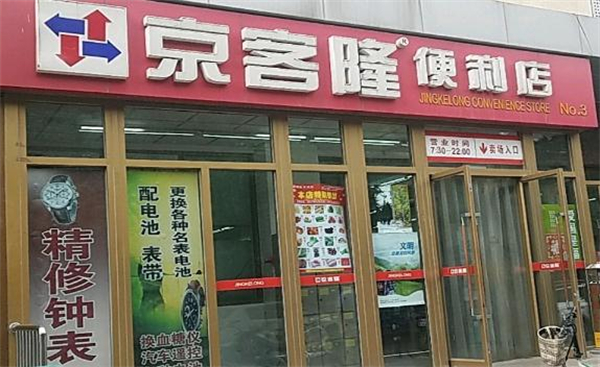 京客隆®便利店
JINGKELONG CONVENIENCE STORE No.3
营业时间
7:30-22:00
卖场入口
精修钟表
配电池 表带
更换各种名表电池
换血糖仪
汽车遥控
文明
JINGKELONG